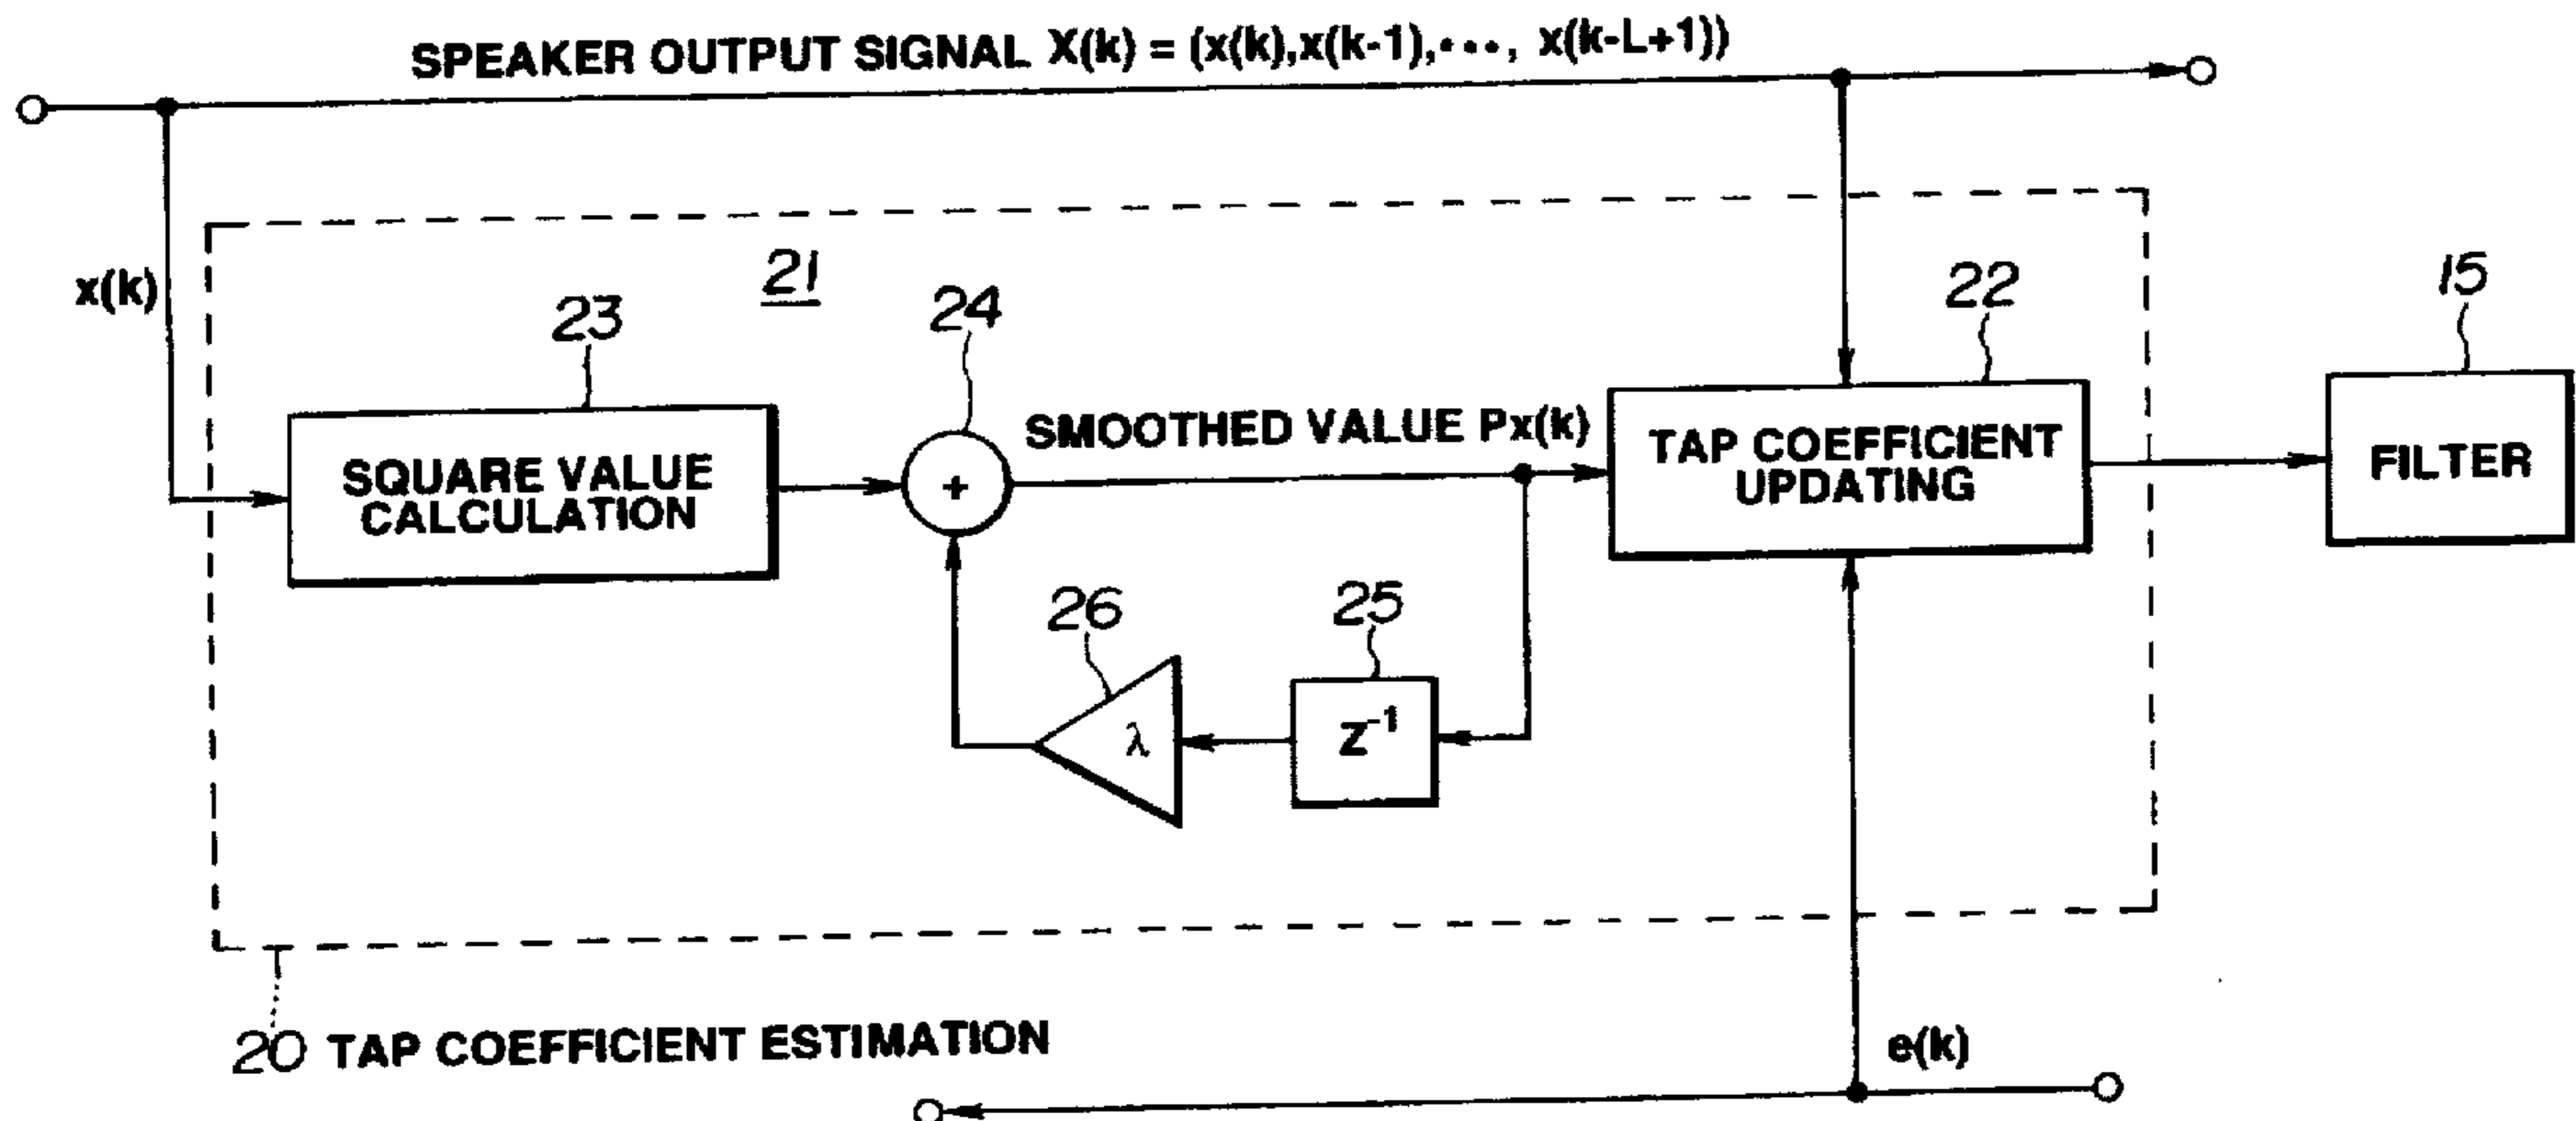 SPEAKER OUTPUT SIGNAL X(k) = (x(k),x(k-1),•••, x(k-L+1))
x(k)
21
23
24
22
15
SQUARE VALUE
CALCULATION
+
SMOOTHED VALUE Px(k)
TAP COEFFICIENT
UPDATING
FILTER
26
25
λ
Z⁻¹
20 TAP COEFFICIENT ESTIMATION
e(k)